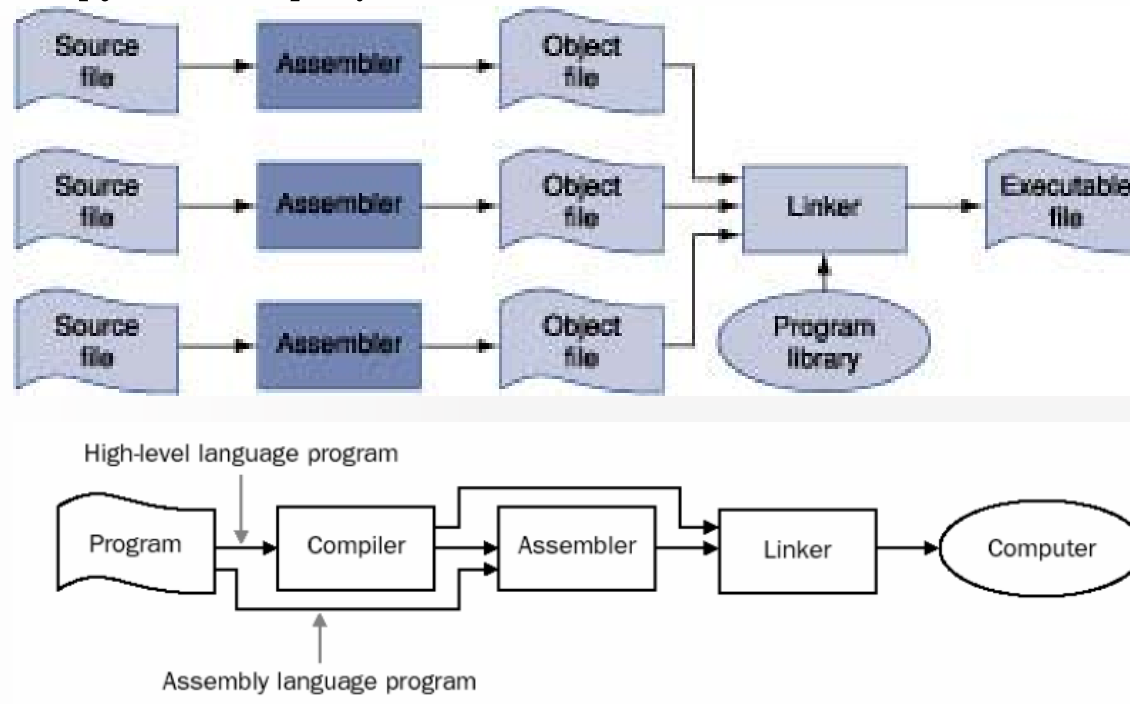 Source
file
Assembler
Object
file
Source
file
Assembler
Object
file
Linker
Executable
file
Source
file
Assembler
Object
file
Program
library
High-level language program
Program
Compiler
Assembler
Linker
Computer
Assembly language program